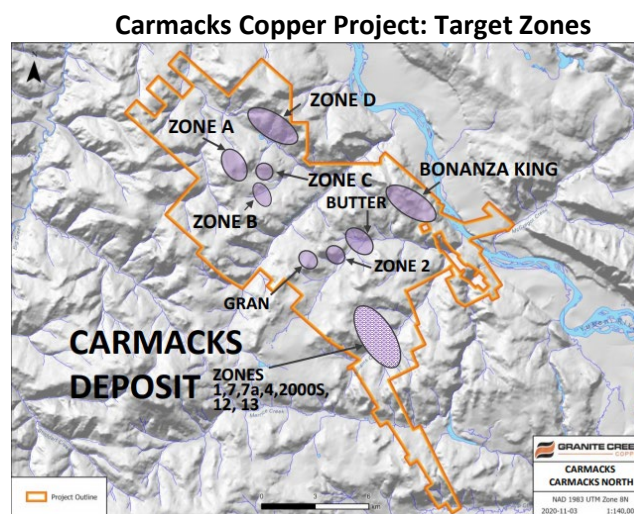 Carmacks Copper Project: Target Zones
ZONE D
ZONE A
BONANZA KING
ZONE C
BUTTER
ZONE B
ZONE 2
GRAN
CARMACKS
DEPOSIT
ZONES
1,7,7a,4,2000S,
12, 13
GRANITE CREEK
COPPER
CARMACKS
CARMACKS NORTH
Project Outline
0
3
6
km
NAD 1983 UTM Zone 8N
2020-11-03
1:140,00